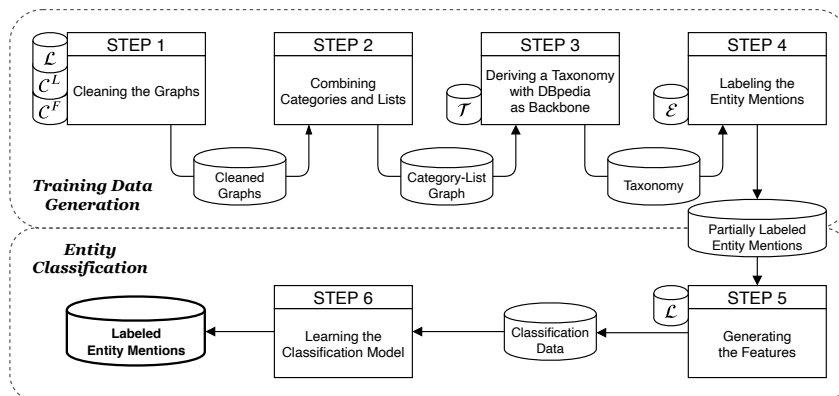 STEP 1
ℒ
𝒞ᴸ
𝒞ꟳ
Cleaning the Graphs
STEP 2
Combining
Categories and Lists
STEP 3
𝒯
Deriving a Taxonomy
with DBpedia
as Backbone
STEP 4
ℰ
Labeling the
Entity Mentions
Cleaned
Graphs
Category-List
Graph
Taxonomy
Training Data
Generation
Partially Labeled
Entity Mentions
Entity
Classification
STEP 5
ℒ
Generating
the Features
Classification
Data
STEP 6
Learning the
Classification Model
Labeled
Entity Mentions